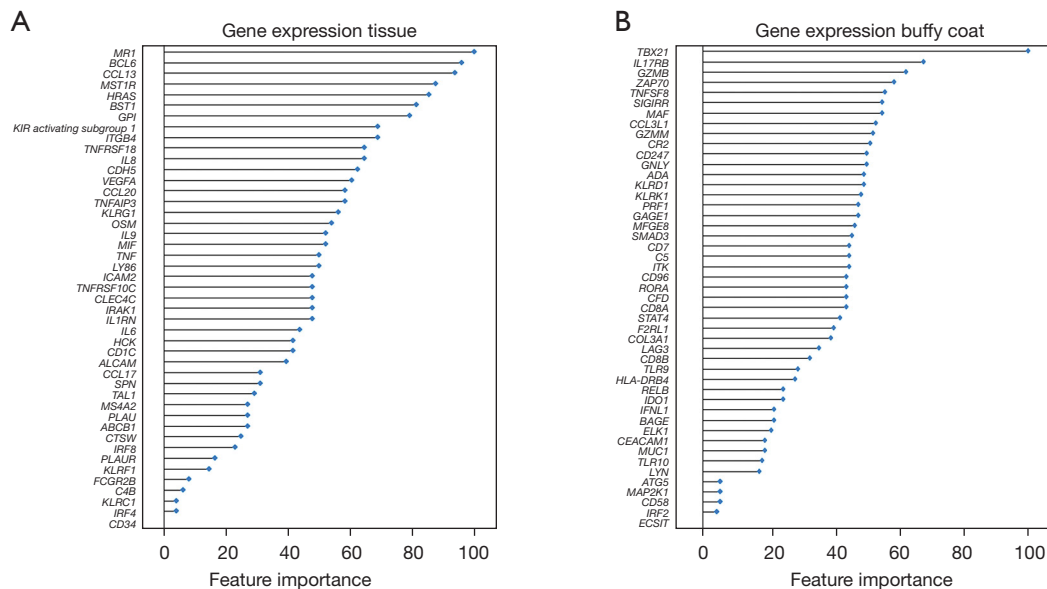 A
Gene expression tissue
MR1
BCL6
CCL13
MST1R
HRAS
BST1
GPI
KIR activating subgroup 1
ITGB4
TNFRSF18
IL8
CDH5
VEGFA
CCL20
TNFAIP3
KLRG1
OSM
IL9
MIF
TNF
LY86
ICAM2
TNFRSF10C
CLEC4C
IRAK1
IL1RN
IL6
HCK
CD1C
ALCAM
CCL17
SPN
TAL1
MS4A2
PLAU
ABCB1
CTSW
IRF8
PLAUR
KLRF1
FCGR2B
C4B
KLRC1
IRF4
CD34
0 20 40 60 80 100
Feature importance
B
Gene expression buffy coat
TBX21
IL17RB
GZMB
ZAP70
TNFSF8
SIGIRR
MAF
CCL3L1
GZMM
CR2
CD247
GNLY
ADA
KLRD1
KLRK1
PRF1
GAGE1
MFGE8
SMAD3
CD7
C5
ITK
CD96
RORA
CFD
CD8A
STAT4
F2RL1
COL3A1
LAG3
CD8B
TLR9
HLA-DRB4
RELB
IDO1
IFNL1
BAGE
ELK1
CEACAM1
MUC1
TLR10
LYN
ATG5
MAP2K1
CD58
IRF2
ECSIT
0 20 40 60 80 100
Feature importance